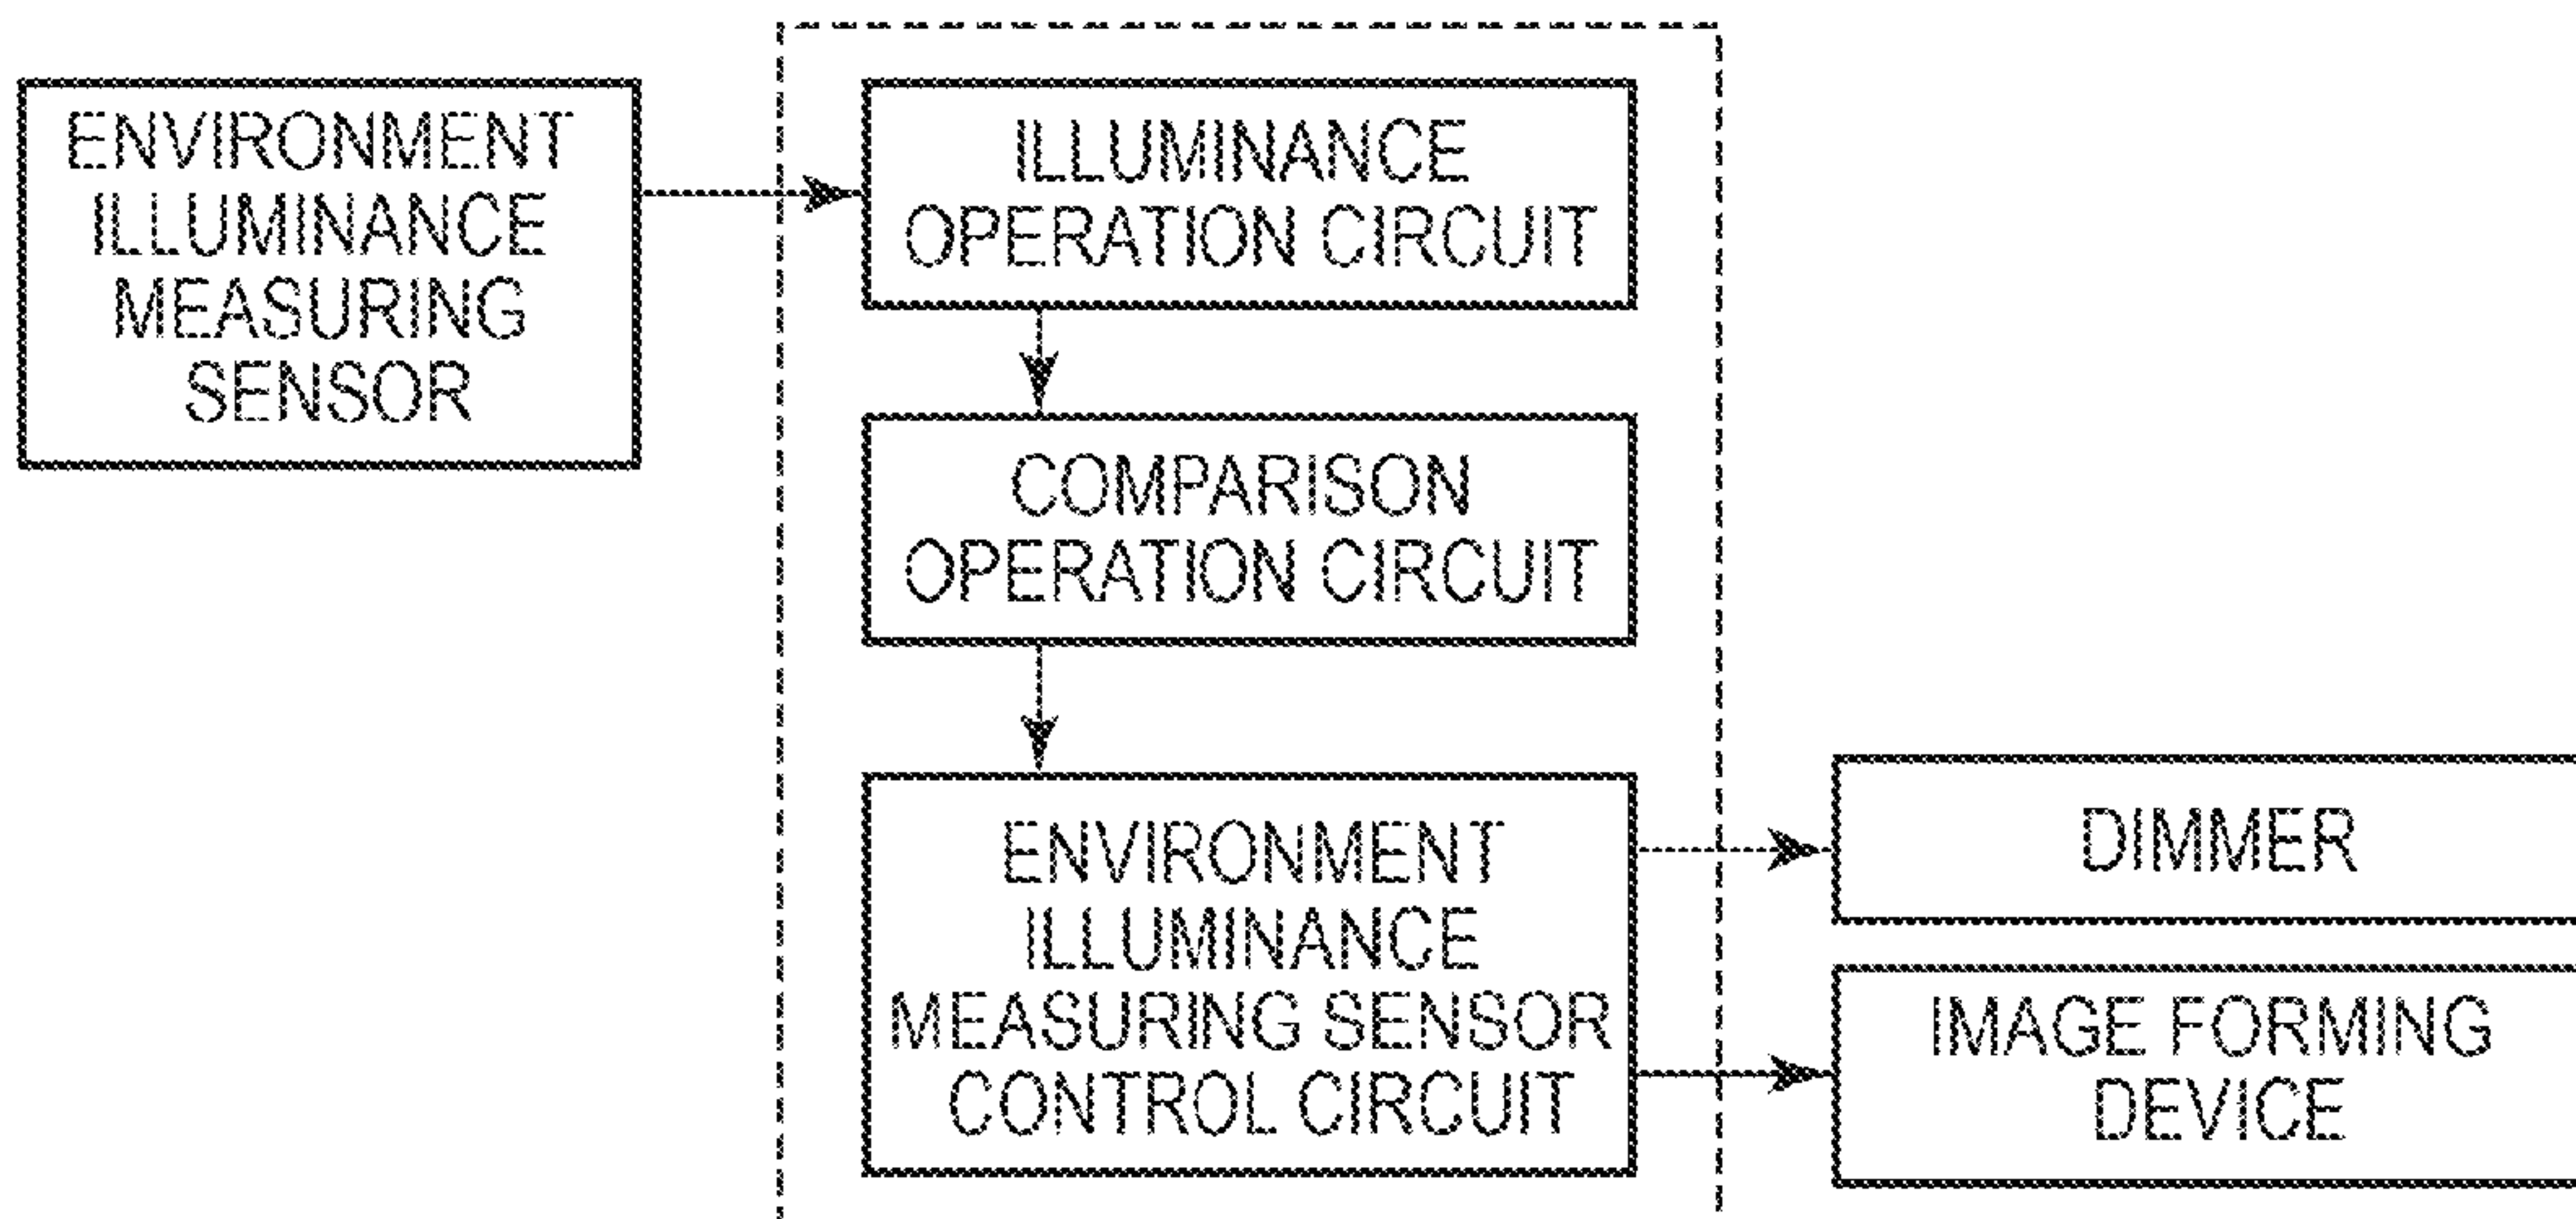 ENVIRONMENT
ILLUMINANCE
MEASURING
SENSOR
ILLUMINANCE
OPERATION CIRCUIT
COMPARISON
OPERATION CIRCUIT
ENVIRONMENT
ILLUMINANCE
MEASURING SENSOR
CONTROL CIRCUIT
DIMMER
IMAGE FORMING
DEVICE